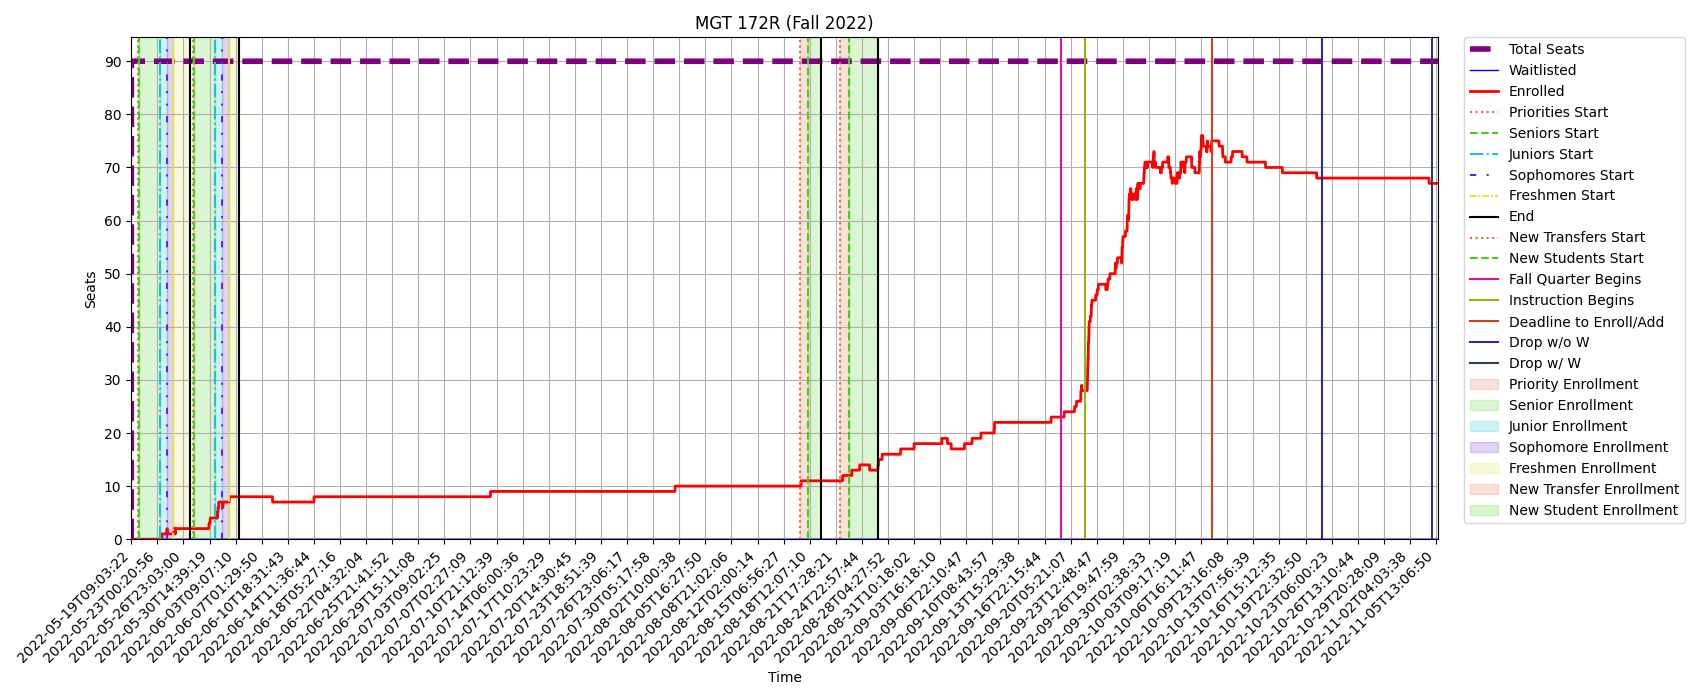 MGT 172R (Fall 2022)
Seats
90
80
70
60
50
40
30
20
10
0
2022-05-19T09:03:22
2022-05-23T00:20:56
2022-05-26T23:03:00
2022-05-30T14:39:19
2022-06-03T09:07:10
2022-06-07T01:29:50
2022-06-10T18:31:43
2022-06-14T11:36:44
2022-06-18T05:27:16
2022-06-22T04:32:04
2022-06-25T21:41:52
2022-06-29T15:11:08
2022-07-03T09:02:25
2022-07-07T02:27:09
2022-07-10T21:12:39
2022-07-14T06:00:36
2022-07-17T10:23:29
2022-07-20T14:30:45
2022-07-23T18:51:39
2022-07-26T23:06:17
2022-07-30T05:17:58
2022-08-02T10:00:38
2022-08-05T16:27:50
2022-08-08T21:02:06
2022-08-12T02:00:14
2022-08-15T06:56:27
2022-08-18T12:07:10
2022-08-21T17:28:21
2022-08-24T22:57:44
2022-08-28T04:27:52
2022-08-31T10:18:02
2022-09-03T16:18:10
2022-09-06T22:10:47
2022-09-10T08:43:57
2022-09-13T15:29:38
2022-09-16T22:15:44
2022-09-20T05:21:07
2022-09-23T12:48:47
2022-09-26T19:47:59
2022-09-30T02:38:33
2022-10-03T09:17:19
2022-10-06T16:11:47
2022-10-09T23:16:08
2022-10-13T07:56:39
2022-10-16T15:12:35
2022-10-19T22:32:50
2022-10-23T06:00:23
2022-10-26T13:10:44
2022-10-29T20:28:09
2022-11-02T04:03:38
2022-11-05T13:06:50
Time
Total Seats
Waitlisted
Enrolled
Priorities Start
Seniors Start
Juniors Start
Sophomores Start
Freshmen Start
End
New Transfers Start
New Students Start
Fall Quarter Begins
Instruction Begins
Deadline to Enroll/Add
Drop w/o W
Drop w/ W
Priority Enrollment
Senior Enrollment
Junior Enrollment
Sophomore Enrollment
Freshmen Enrollment
New Transfer Enrollment
New Student Enrollment